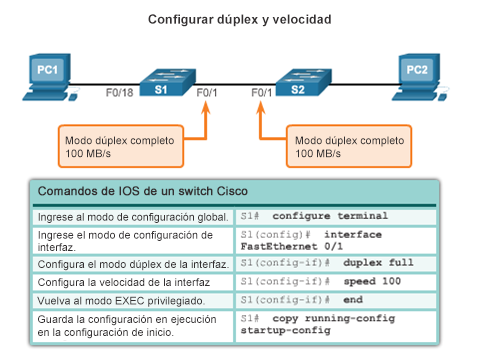 Configurar dúplex y velocidad
PC1
S1
S2
PC2
F0/18
F0/1
F0/1
Modo dúplex completo
100 MB/s
Modo dúplex completo
100 MB/s
Comandos de IOS de un switch Cisco
Ingrese al modo de configuración global.
S1# configure terminal
Ingrese el modo de configuración de
interfaz.
S1(config)# interface
FastEthernet 0/1
Configura el modo dúplex de la interfaz.
S1(config-if)# duplex full
Configura la velocidad de la interfaz
S1(config-if)# speed 100
Vuelva al modo EXEC privilegiado.
S1(config-if)# end
Guarda la configuración en ejecución
en la configuración de inicio.
S1# copy running-config
startup-config